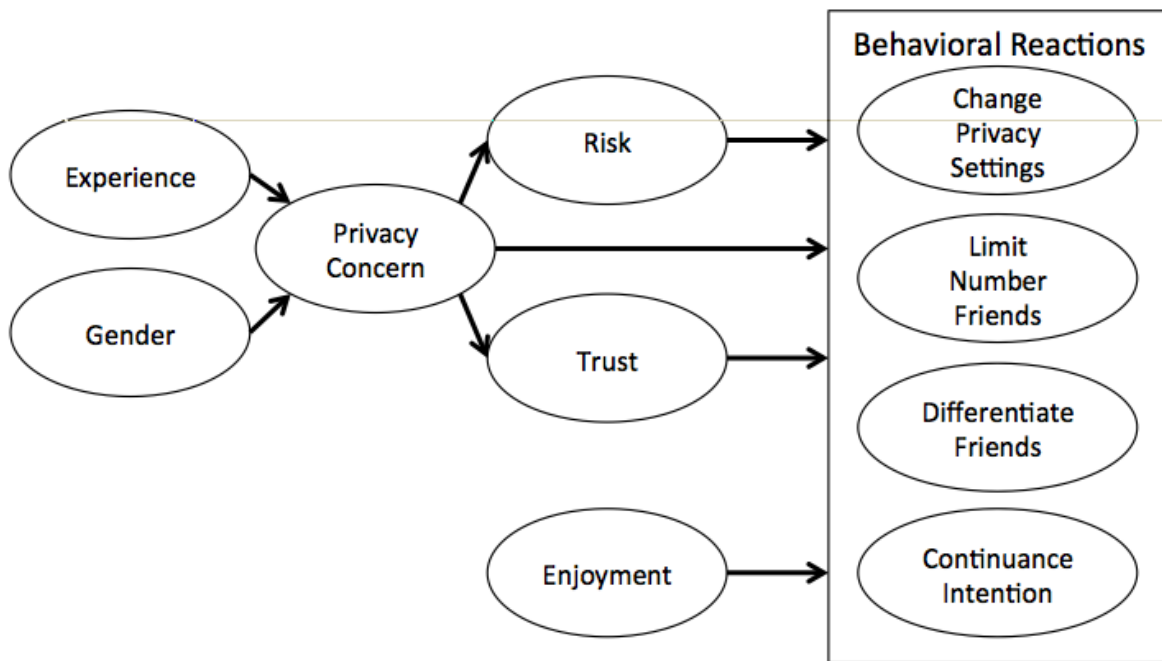 Behavioral Reactions
Experience
Gender
Privacy
Concern
Risk
Trust
Enjoyment
Change
Privacy
Settings
Limit
Number
Friends
Differentiate
Friends
Continuance
Intention